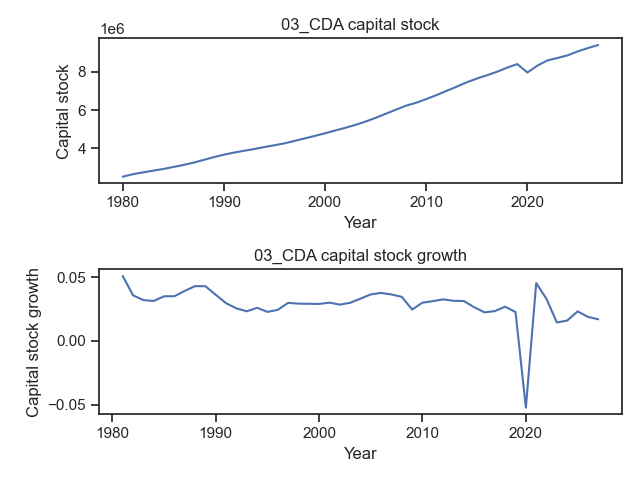 03_CDA capital stock
1e6
Capital stock
8
6
4
1980 1990 2000 2010 2020
Year
03_CDA capital stock growth
Capital stock growth
0.05
0.00
−0.05
1980 1990 2000 2010 2020
Year